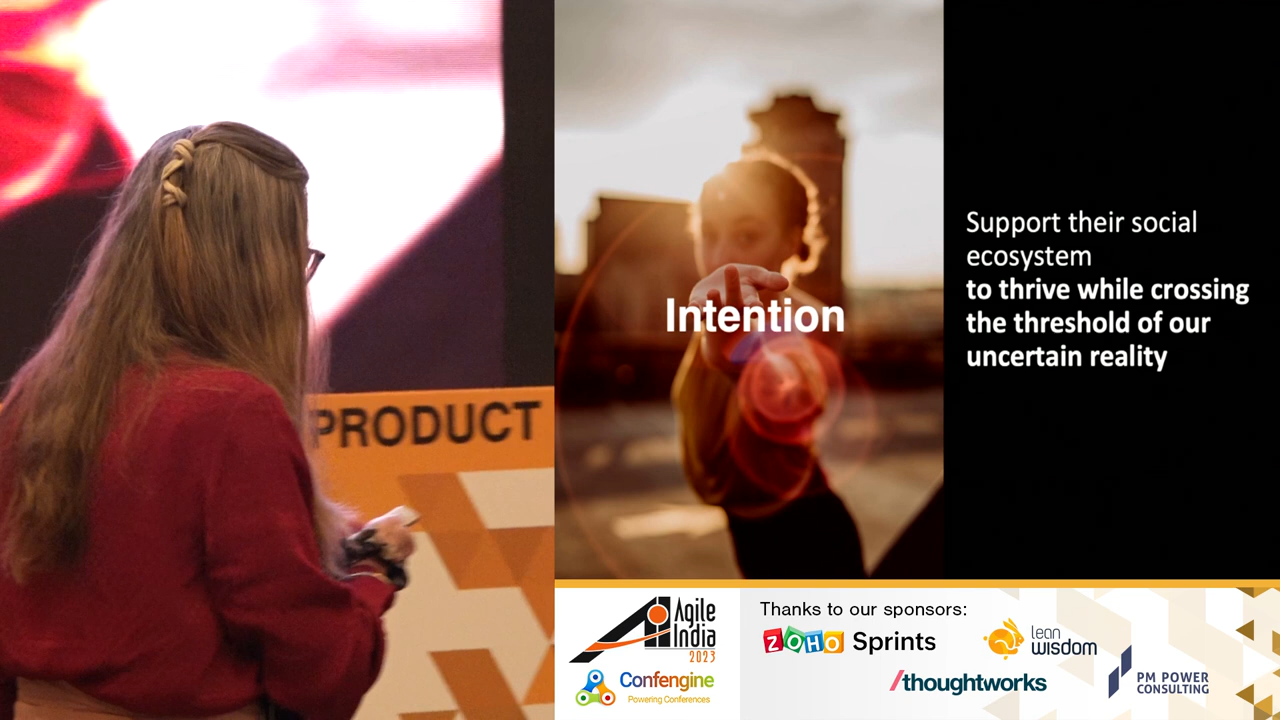 PRODUCT
Intention
Support their social
ecosystem
to thrive while crossing
the threshold of our
uncertain reality
Agile
India
2023
Confengine
Powering Conferences
Thanks to our sponsors:
ZOHO Sprints
lean
wisdom
/thoughtworks
PM POWER
CONSULTING